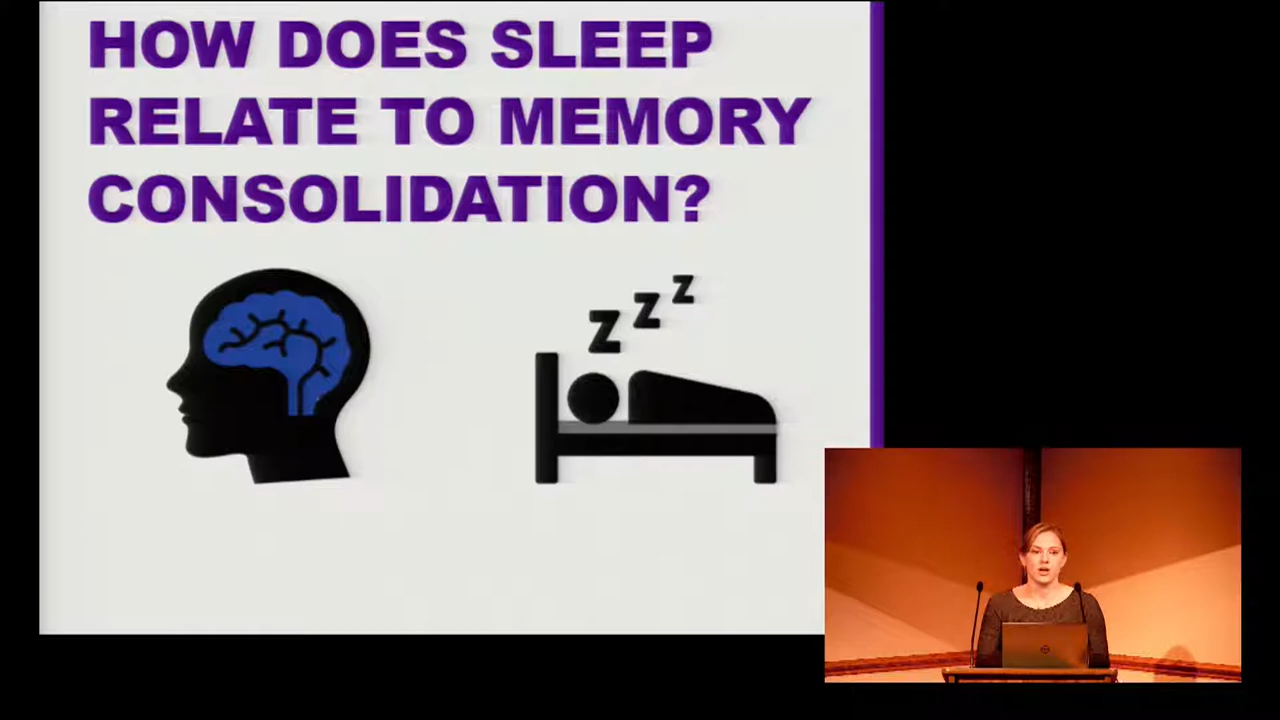 HOW DOES SLEEP
RELATE TO MEMORY
CONSOLIDATION?
z z z